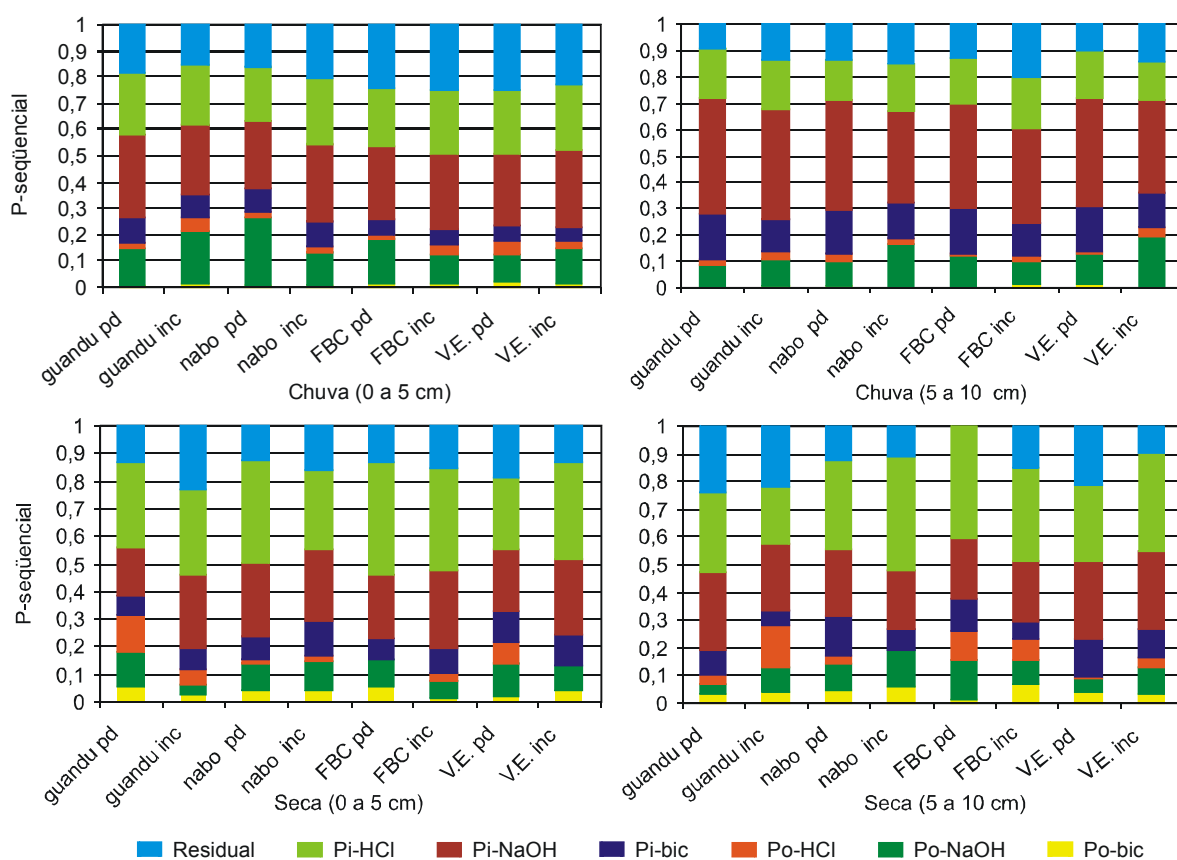 P-seqüencial
1
0,9
0,8
0,7
0,6
0,5
0,4
0,3
0,2
0,1
0
guandu pd
guandu inc
nabo pd
nabo inc
FBC pd
FBC inc
V.E. pd
V.E. inc
Chuva (0 a 5 cm)
1
0,9
0,8
0,7
0,6
0,5
0,4
0,3
0,2
0,1
0
guandu pd
guandu inc
nabo pd
nabo inc
FBC pd
FBC inc
V.E. pd
V.E. inc
Chuva (5 a 10 cm)
P-seqüencial
1
0,9
0,8
0,7
0,6
0,5
0,4
0,3
0,2
0,1
0
guandu pd
guandu inc
nabo pd
nabo inc
FBC pd
FBC inc
V.E. pd
V.E. inc
Seca (0 a 5 cm)
1
0,9
0,8
0,7
0,6
0,5
0,4
0,3
0,2
0,1
0
guandu pd
guandu inc
nabo pd
nabo inc
FBC pd
FBC inc
V.E. pd
V.E. inc
Seca (5 a 10 cm)
Residual Pi-HCl Pi-NaOH Pi-bic Po-HCl Po-NaOH Po-bic